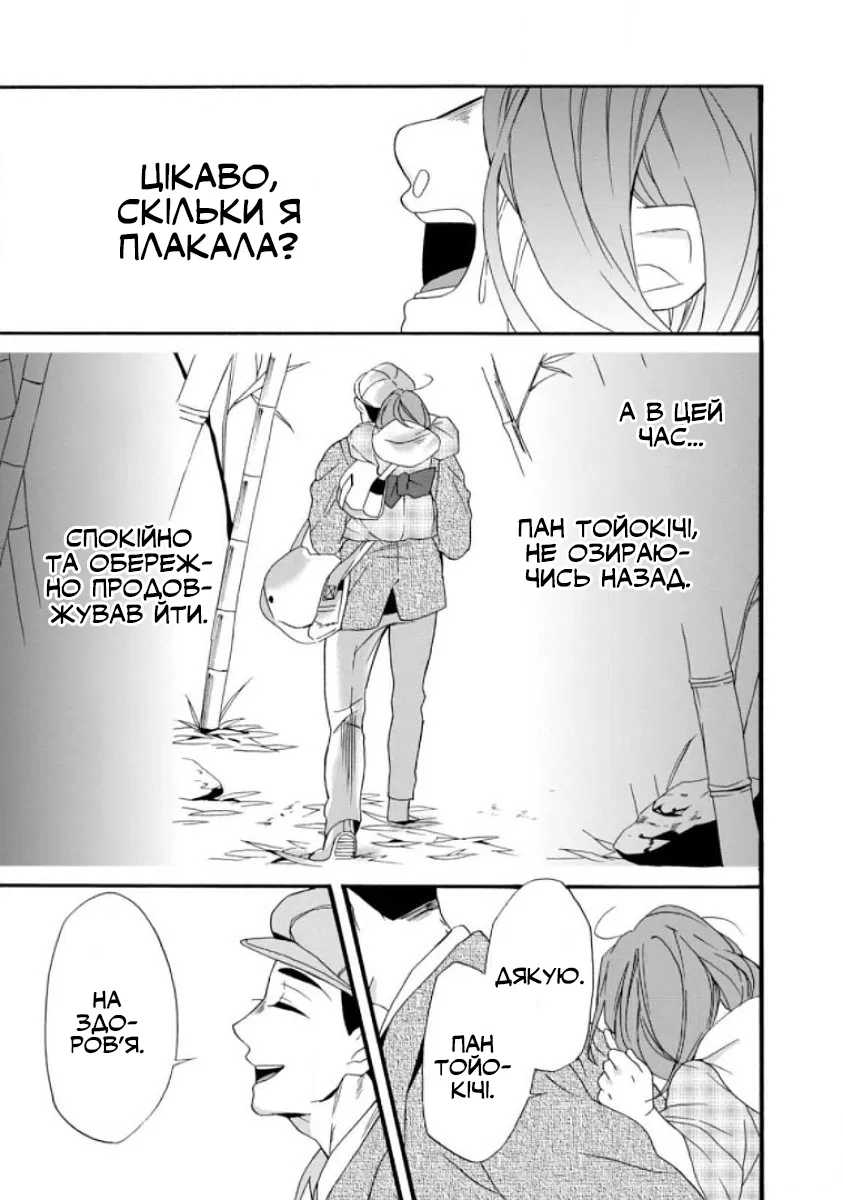 ЦІКАВО,
СКІЛЬКИ Я
ПЛАКАЛА?
А В ЦЕЙ
ЧАС...
ПАН ТОЙОКІЧІ,
НЕ ОЗИРАЮ-
ЧИСЬ НАЗАД.
СПОКІЙНО
ТА ОБЕРЕЖ-
НО ПРОДОВ-
ЖУВАВ ЙТИ.
ДЯКУЮ.
ПАН
ТОЙО-
КІЧІ.
НА
ЗДО-
РОВ'Я.